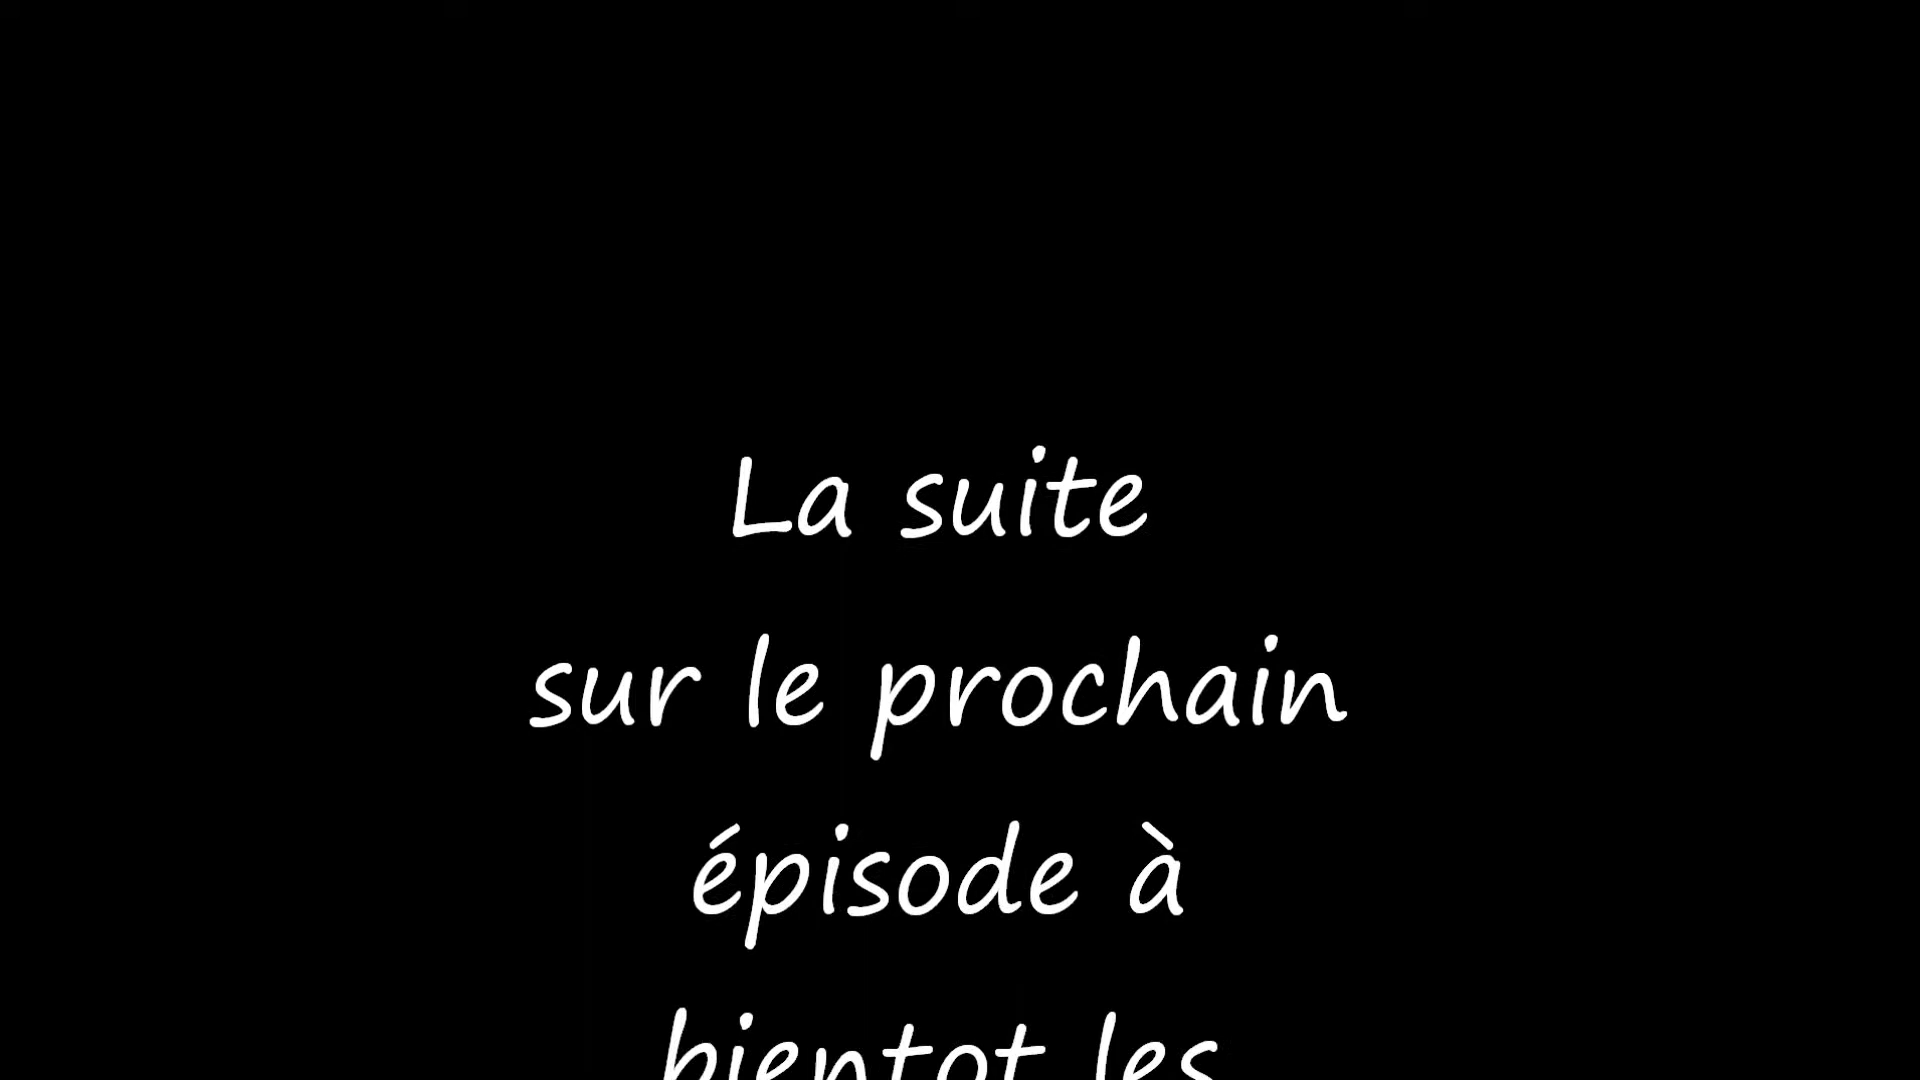 La suite
sur le prochain
épisode à
bientot les